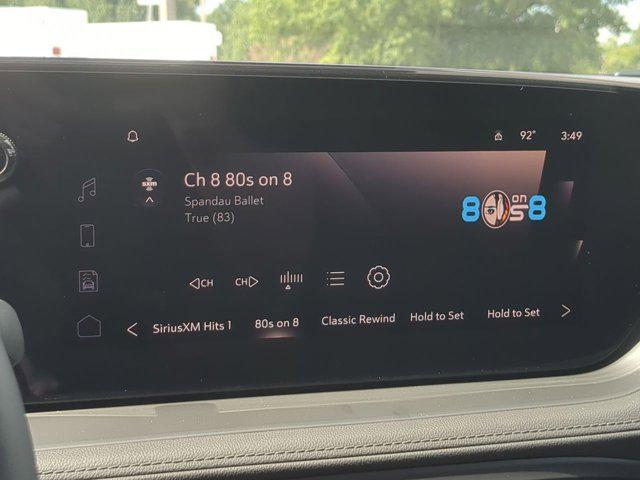 92° 3:49
sxm
Ch 8 80s on 8
Spandau Ballet
True (83)
80s on 8
CH CH
SiriusXM Hits 1 80s on 8 Classic Rewind Hold to Set Hold to Set